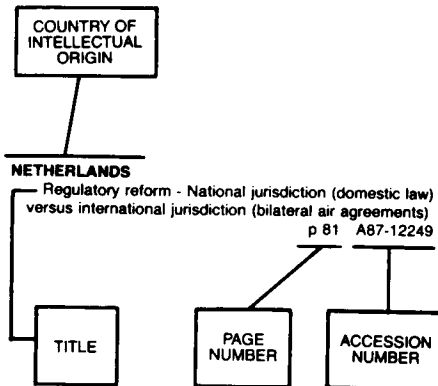 COUNTRY OF
INTELLECTUAL
ORIGIN
NETHERLANDS
Regulatory reform - National jurisdiction (domestic law)
versus international jurisdiction (bilateral air agreements)
p 81 A87-12249
TITLE
PAGE
NUMBER
ACCESSION
NUMBER